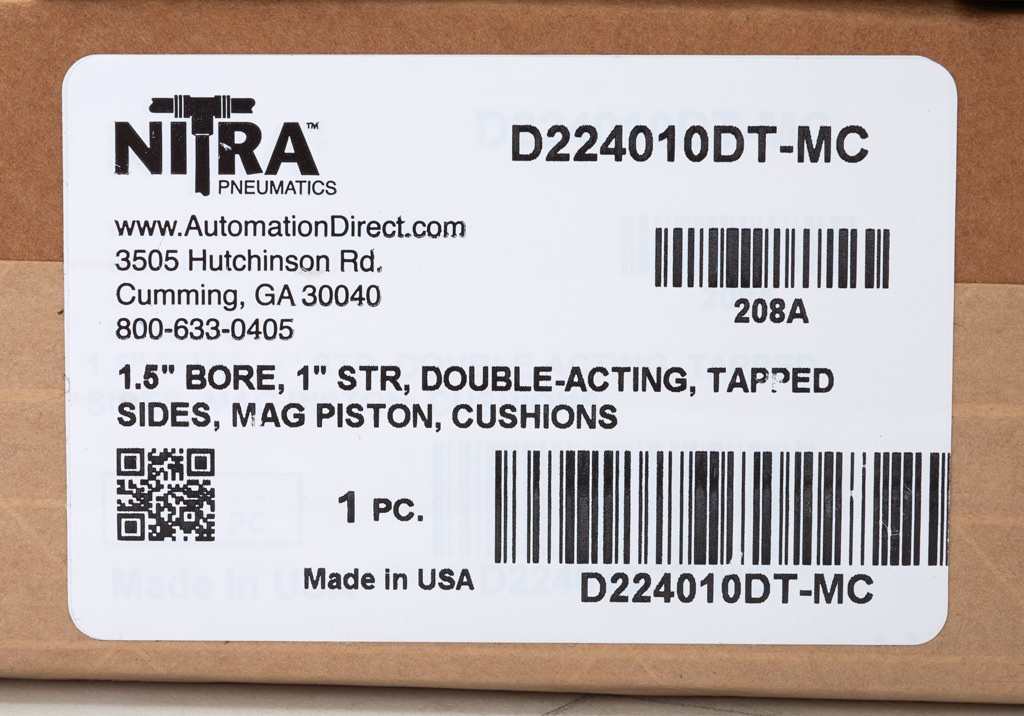 NITRA™
PNEUMATICS
D224010DT-MC
www.AutomationDirect.com
3505 Hutchinson Rd.
Cumming, GA 30040
800-633-0405
208A
1.5" BORE, 1" STR, DOUBLE-ACTING, TAPPED
SIDES, MAG PISTON, CUSHIONS
1 PC.
Made in USA
D224010DT-MC